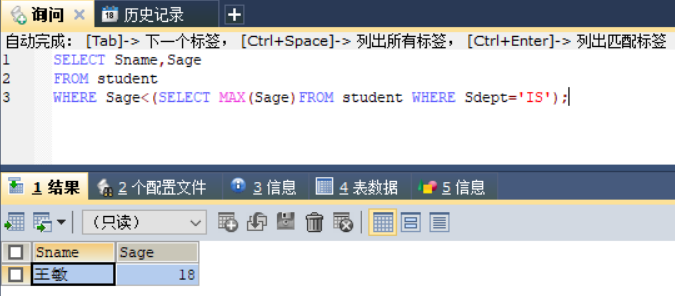 询问 历史记录
自动完成: [Tab]-> 下一个标签, [Ctrl+Space]-> 列出所有标签, [Ctrl+Enter]-> 列出匹配标签
1 SELECT Sname,Sage
2 FROM student
3 WHERE Sage<(SELECT MAX(Sage)FROM student WHERE Sdept='IS');
1 结果 2 个配置文件 3 信息 4 表数据 5 信息
(只读)
Sname Sage
王敏 18